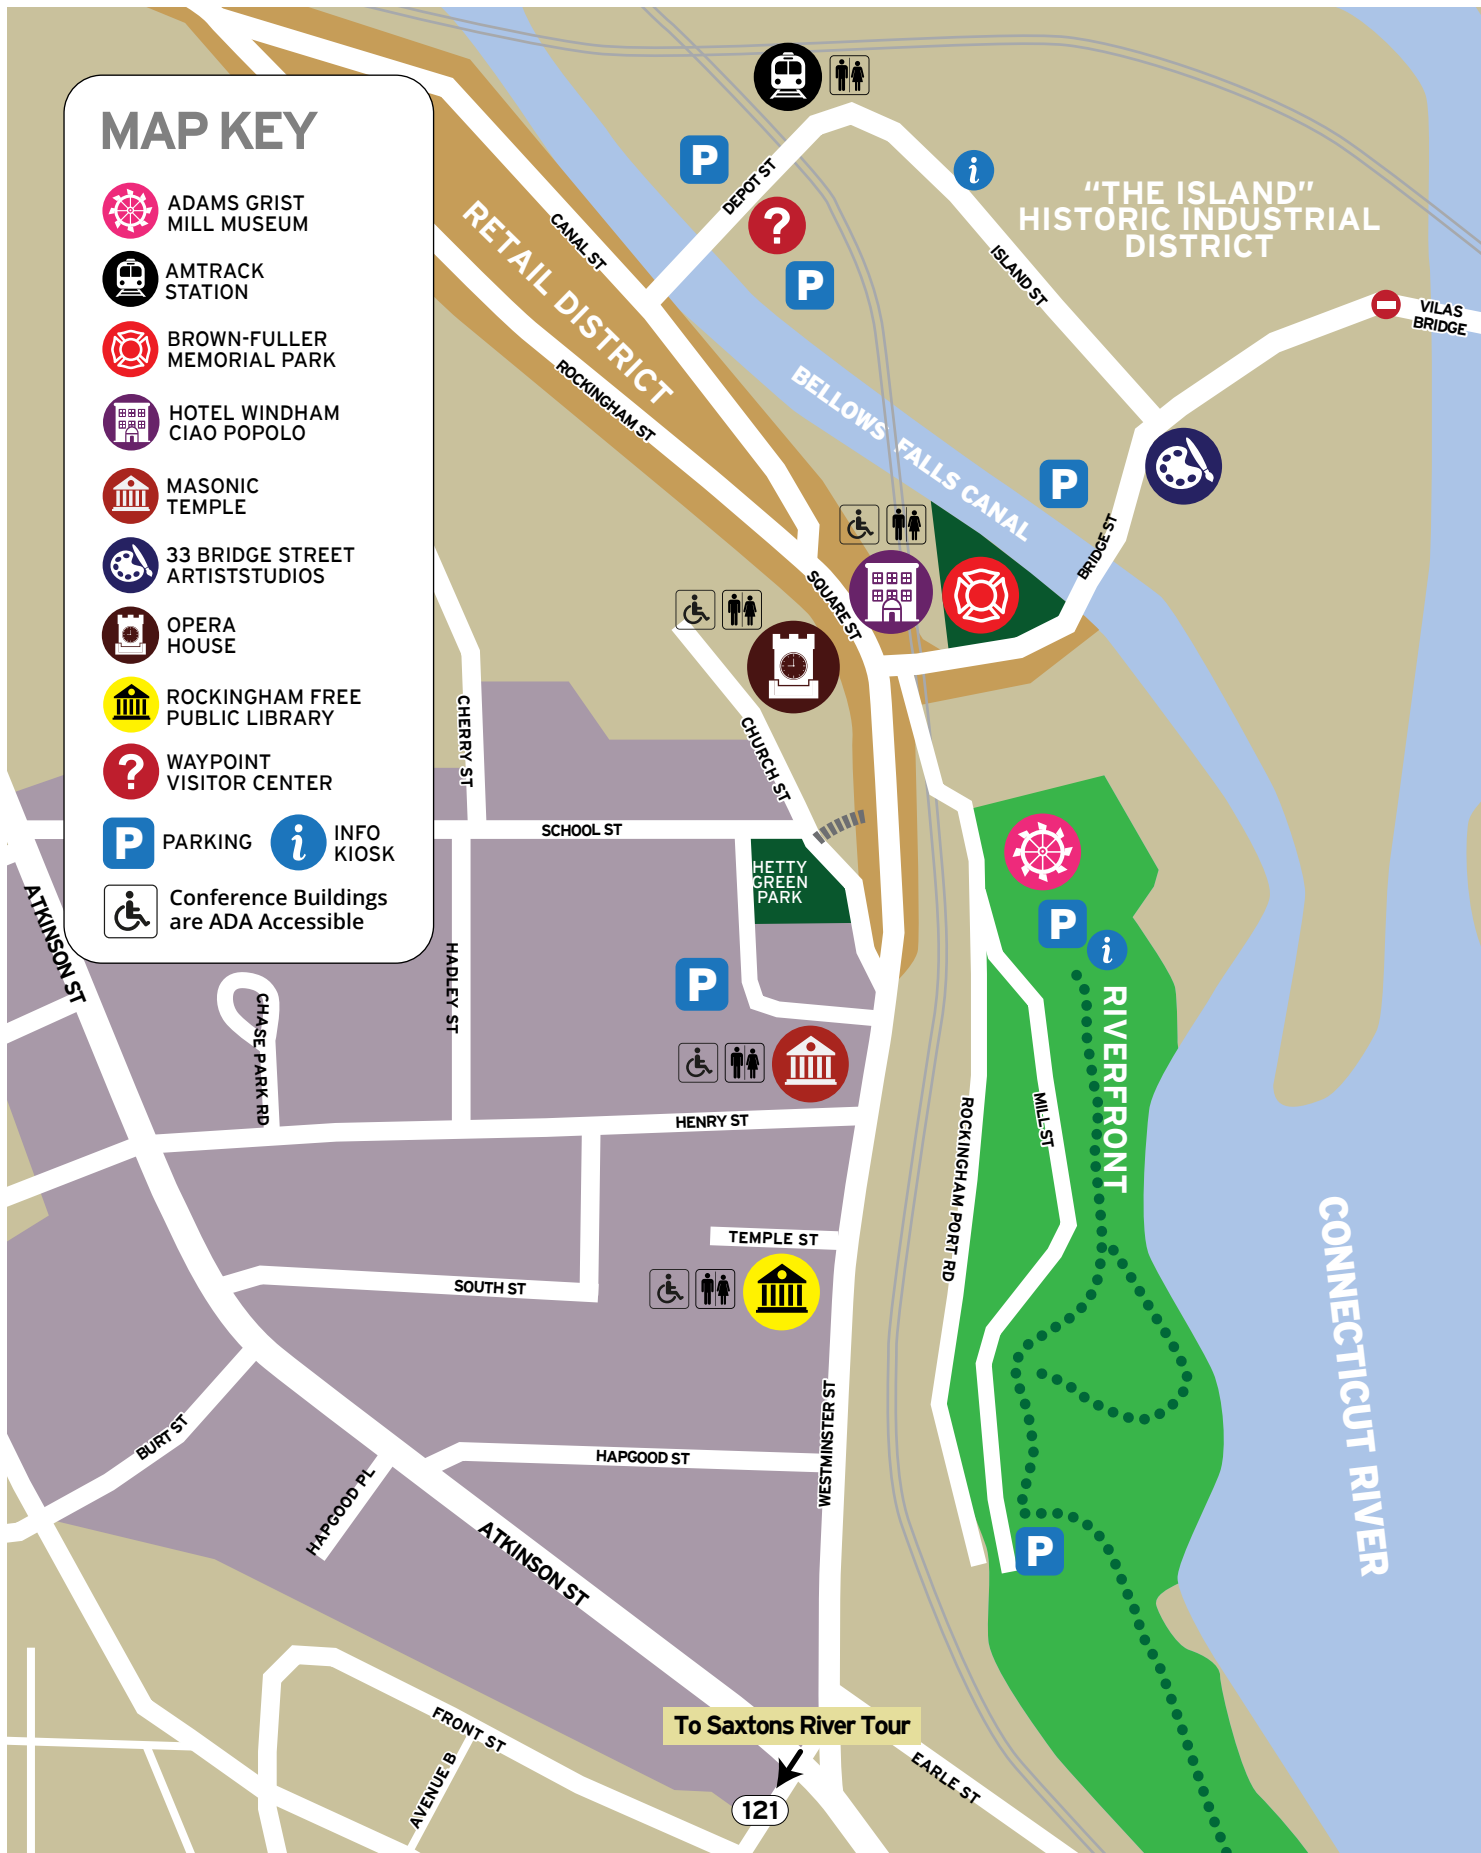 MAP KEY
ADAMS GRIST
MILL MUSEUM
AMTRACK
STATION
BROWN-FULLER
MEMORIAL PARK
HOTEL WINDHAM
CIAO POPOLO
MASONIC
TEMPLE
33 BRIDGE STREET
ARTISTSTUDIOS
OPERA
HOUSE
ROCKINGHAM FREE
PUBLIC LIBRARY
?
WAYPOINT
VISITOR CENTER
P
PARKING
i
INFO
KIOSK
Conference Buildings
are ADA Accessible
P
DEPOT ST
?
P
i
"THE ISLAND"
HISTORIC INDUSTRIAL
DISTRICT
CANAL ST
RETAIL DISTRICT
ISLAND ST
VILAS
BRIDGE
ROCKINGHAM ST
BELLOWS FALLS CANAL
P
BRIDGE ST
SQUARE ST
CHERRY ST
CHURCH ST
SCHOOL ST
HETTY
GREEN
PARK
P
i
RIVERFRONT
ATKINSON ST
HADLEY ST
CHASE PARK RD
P
HENRY ST
MILL ST
ROCKINGHAM PORT RD
TEMPLE ST
SOUTH ST
CONNECTICUT RIVER
WESTMINSTER ST
BURT ST
HAPGOOD ST
HAPGOOD PL
ATKINSON ST
P
FRONT ST
AVENUE B
To Saxtons River Tour
121
EARLE ST